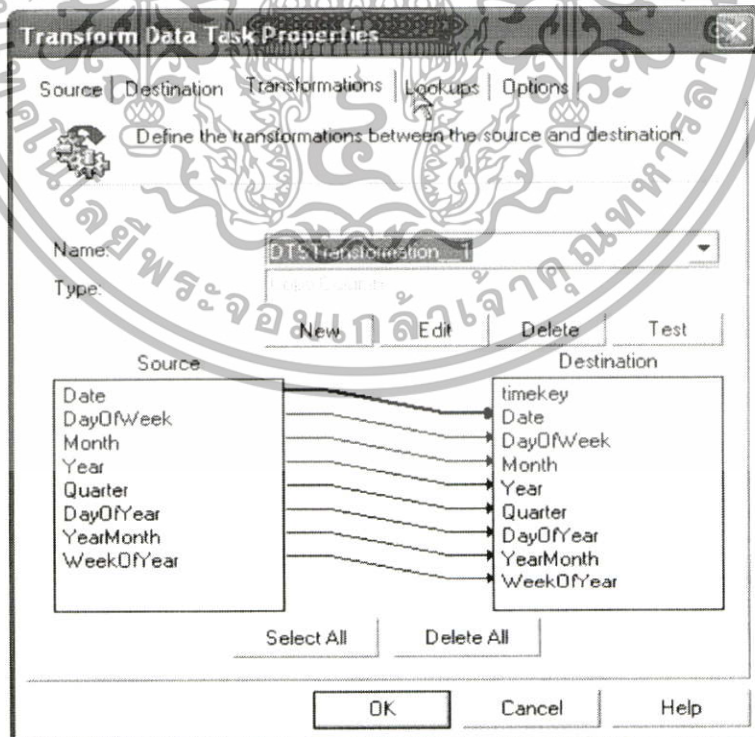 Transform Data Task Properties
Source Destination Transformations Lookups Options
Define the transformations between the source and destination.
Name: DTSTransformation__1
Type: Copy Column
New Edit Delete Test
Source Destination
Date
DayOfWeek
Month
Year
Quarter
DayOfYear
YearMonth
WeekOfYear
timekey
Date
DayOfWeek
Month
Year
Quarter
DayOfYear
YearMonth
WeekOfYear
Select All Delete All
OK Cancel Help